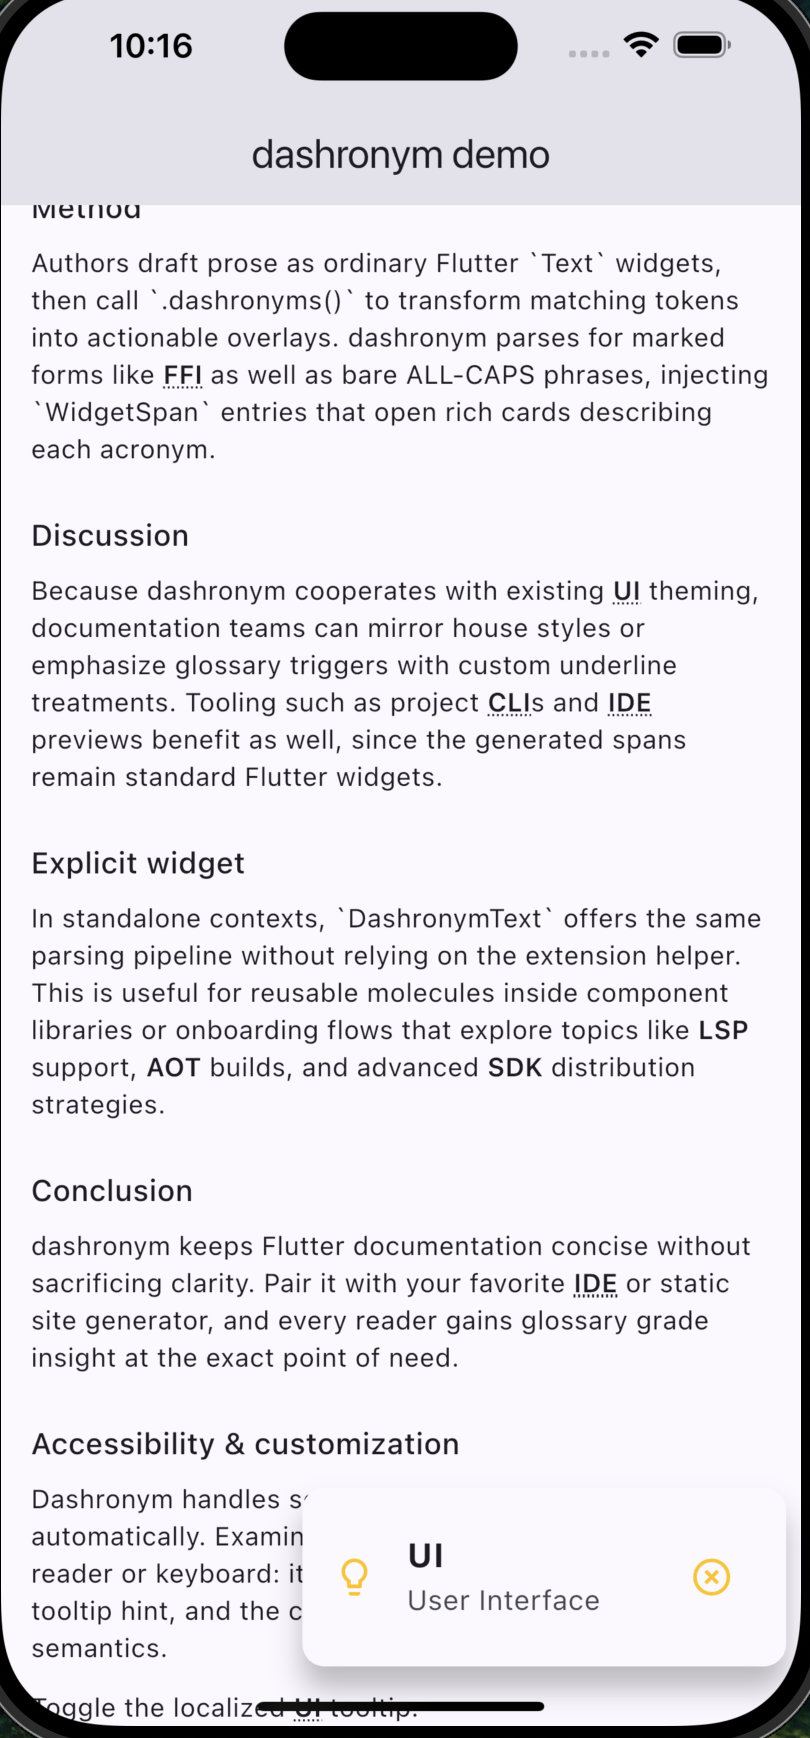 10:16
dashronym demo
Method
Authors draft prose as ordinary Flutter `Text` widgets,
then call `.dashronyms()` to transform matching tokens
into actionable overlays. dashronym parses for marked
forms like FFI as well as bare ALL-CAPS phrases, injecting
`WidgetSpan` entries that open rich cards describing
each acronym.
Discussion
Because dashronym cooperates with existing UI theming,
documentation teams can mirror house styles or
emphasize glossary triggers with custom underline
treatments. Tooling such as project CLIs and IDE
previews benefit as well, since the generated spans
remain standard Flutter widgets.
Explicit widget
In standalone contexts, `DashronymText` offers the same
parsing pipeline without relying on the extension helper.
This is useful for reusable molecules inside component
libraries or onboarding flows that explore topics like LSP
support, AOT builds, and advanced SDK distribution
strategies.
Conclusion
dashronym keeps Flutter documentation concise without
sacrificing clarity. Pair it with your favorite IDE or static
site generator, and every reader gains glossary grade
insight at the exact point of need.
Accessibility & customization
Dashronym handles
automatically.
reader or keyboard:
tooltip hint, and the
semantics.
UI
User Interface
Toggle the localized UI tooltip.